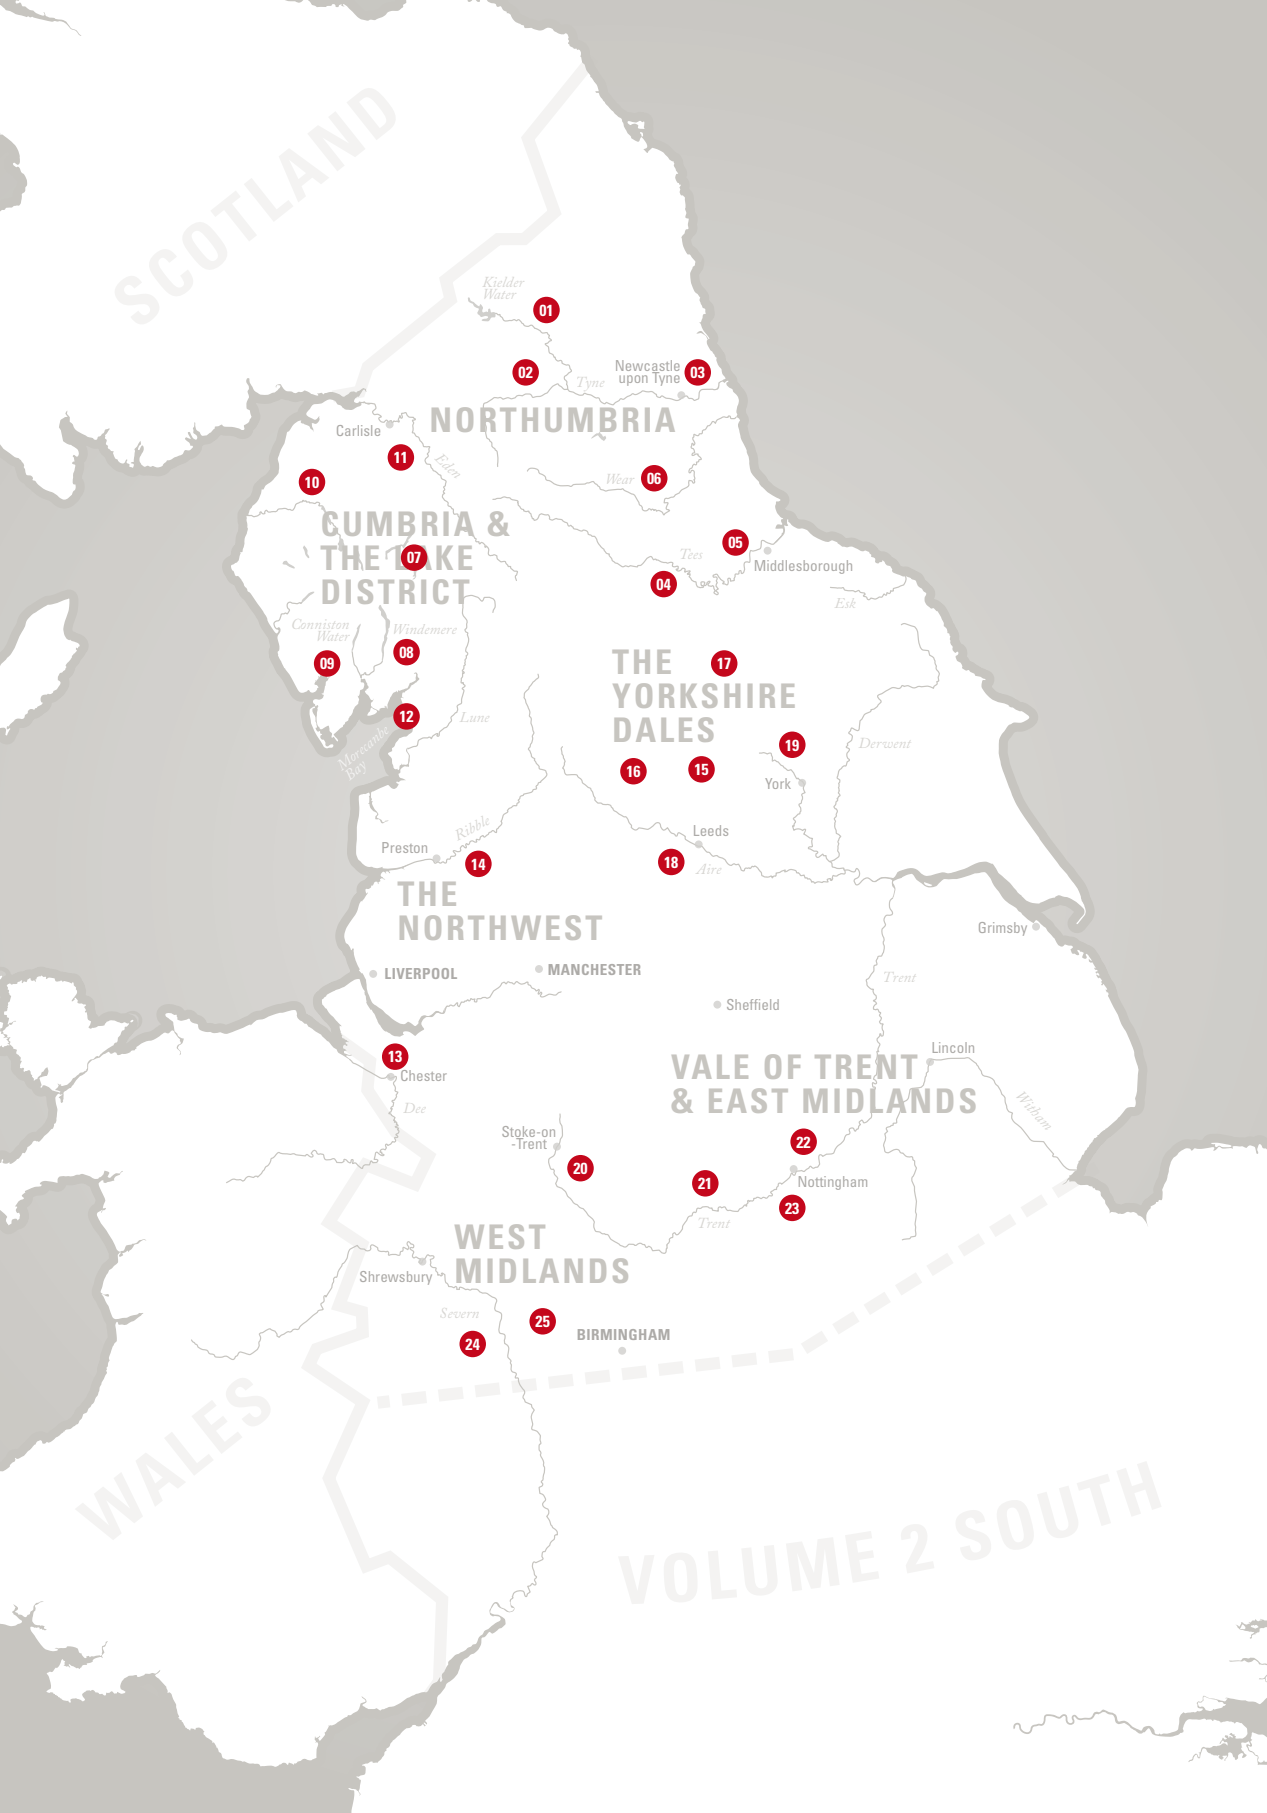 SCOTLAND
Kielder
Water
01
02
Newcastle
upon Tyne
03
Tyne
NORTHUMBRIA
Carlisle
11
Eden
10
Wear
06
CUMBRIA &
THE LAKE
DISTRICT
07
05
Tees
Middlesborough
04
Esk
Conniston
Water
Windemere
08
09
THE
YORKSHIRE
DALES
17
12
Lune
Morecambe
Bay
19
Derwent
16
15
York
Leeds
Ribble
Preston
14
18
Aire
THE
NORTHWEST
Grimsby
LIVERPOOL
MANCHESTER
Trent
Sheffield
13
Chester
Lincoln
VALE OF TRENT
& EAST MIDLANDS
Dee
Witham
Stoke-on
-Trent
20
22
21
Nottingham
23
Trent
WEST
MIDLANDS
Shrewsbury
Severn
25
24
BIRMINGHAM
WALES
VOLUME 2 SOUTH